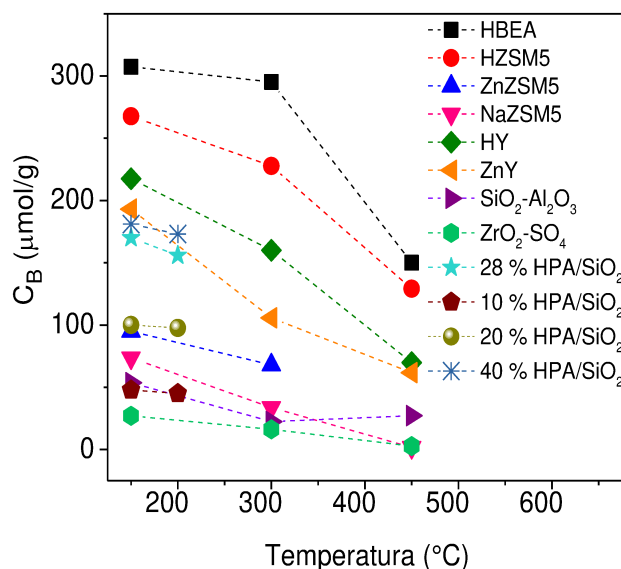 300
200
100
0
C_B (μmol/g)
200 300 400 500 600
Temperatura (°C)
HBEA
HZSM5
ZnZSM5
NaZSM5
HY
ZnY
SiO₂-Al₂O₃
ZrO₂-SO₄
28 % HPA/SiO₂
10 % HPA/SiO₂
20 % HPA/SiO₂
40 % HPA/SiO₂